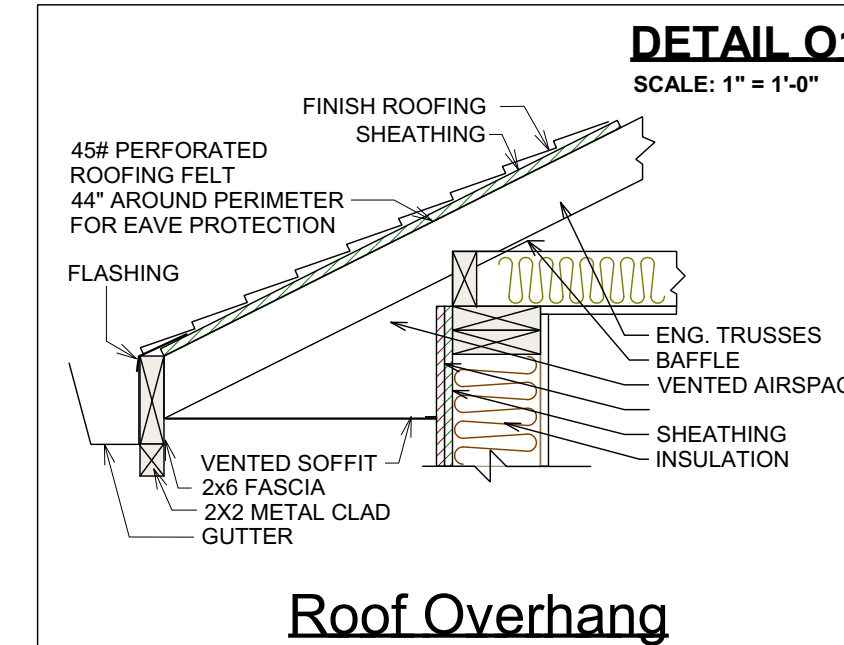 DETAIL O1
SCALE: 1" = 1'-0"
FINISH ROOFING
SHEATHING
45# PERFORATED
ROOFING FELT
44" AROUND PERIMETER
FOR EAVE PROTECTION
FLASHING
ENG. TRUSSES
BAFFLE
VENTED AIRSPAC
SHEATHING
INSULATION
VENTED SOFFIT
2x6 FASCIA
2X2 METAL CLAD
GUTTER
Roof Overhang